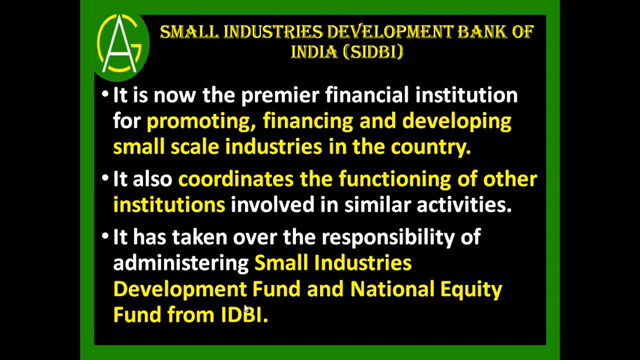 AG
SMALL INDUSTRIES DEVELOPMENT BANK OF
INDIA (SIDBI)
• It is now the premier financial institution
for promoting, financing and developing
small scale industries in the country.
• It also coordinates the functioning of other
institutions involved in similar activities.
• It has taken over the responsibility of
administering Small Industries
Development Fund and National Equity
Fund from IDBI.